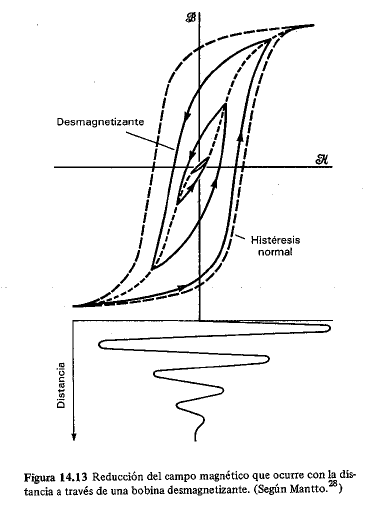 ℬ
Desmagnetizante
ℋ
Histéresis
normal
Distancia
Figura 14.13 Reducción del campo magnético que ocurre con la dis-
tancia a través de una bobina desmagnetizante. (Según Mantto.²⁸)